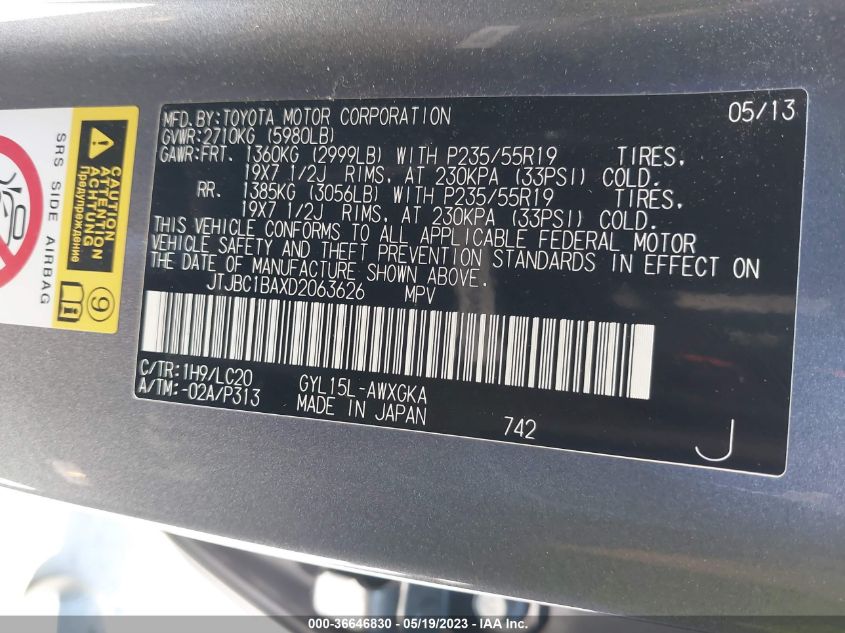 MFD.BY:TOYOTA MOTOR CORPORATION 05/13
GVWR:2710KG (5980LB)
GAWR:FRT. 1360KG (2999LB) WITH P235/55R19 TIRES,
19X7 1/2J RIMS, AT 230KPA (33PSI) COLD.
RR. 1385KG (3056LB) WITH P235/55R19 TIRES,
19X7 1/2J RIMS, AT 230KPA (33PSI) COLD.
THIS VEHICLE CONFORMS TO ALL APPLICABLE FEDERAL MOTOR
VEHICLE SAFETY AND THEFT PREVENTION STANDARDS IN EFFECT ON
THE DATE OF MANUFACTURE SHOWN ABOVE.
JTJBC1BAXD2063626 MPV
C/TR:1H9/LC20 GYL15L-AWXGKA
A/TM:-02A/P313 MADE IN JAPAN 742 J
SRS SIDE AIRBAG
CAUTION
ATTENTION
ACHTUNG
Предупреждение
9
000-36646830 - 05/19/2023 - IAA Inc.